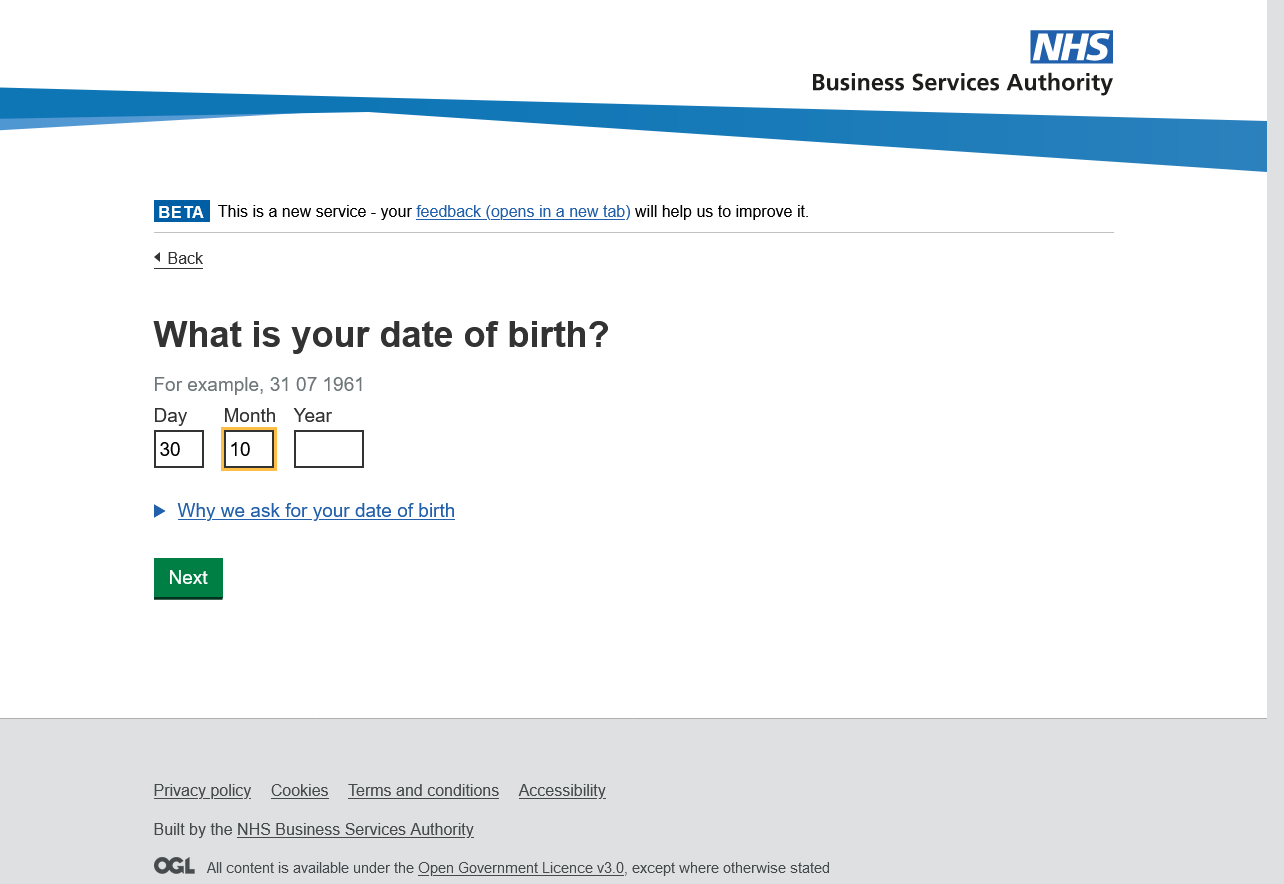 NHS
Business Services Authority
BETA This is a new service - your feedback (opens in a new tab) will help us to improve it.
Back
What is your date of birth?
For example, 31 07 1961
Day Month Year
30 10
Why we ask for your date of birth
Next
Privacy policy Cookies Terms and conditions Accessibility
Built by the NHS Business Services Authority
OGL All content is available under the Open Government Licence v3.0, except where otherwise stated